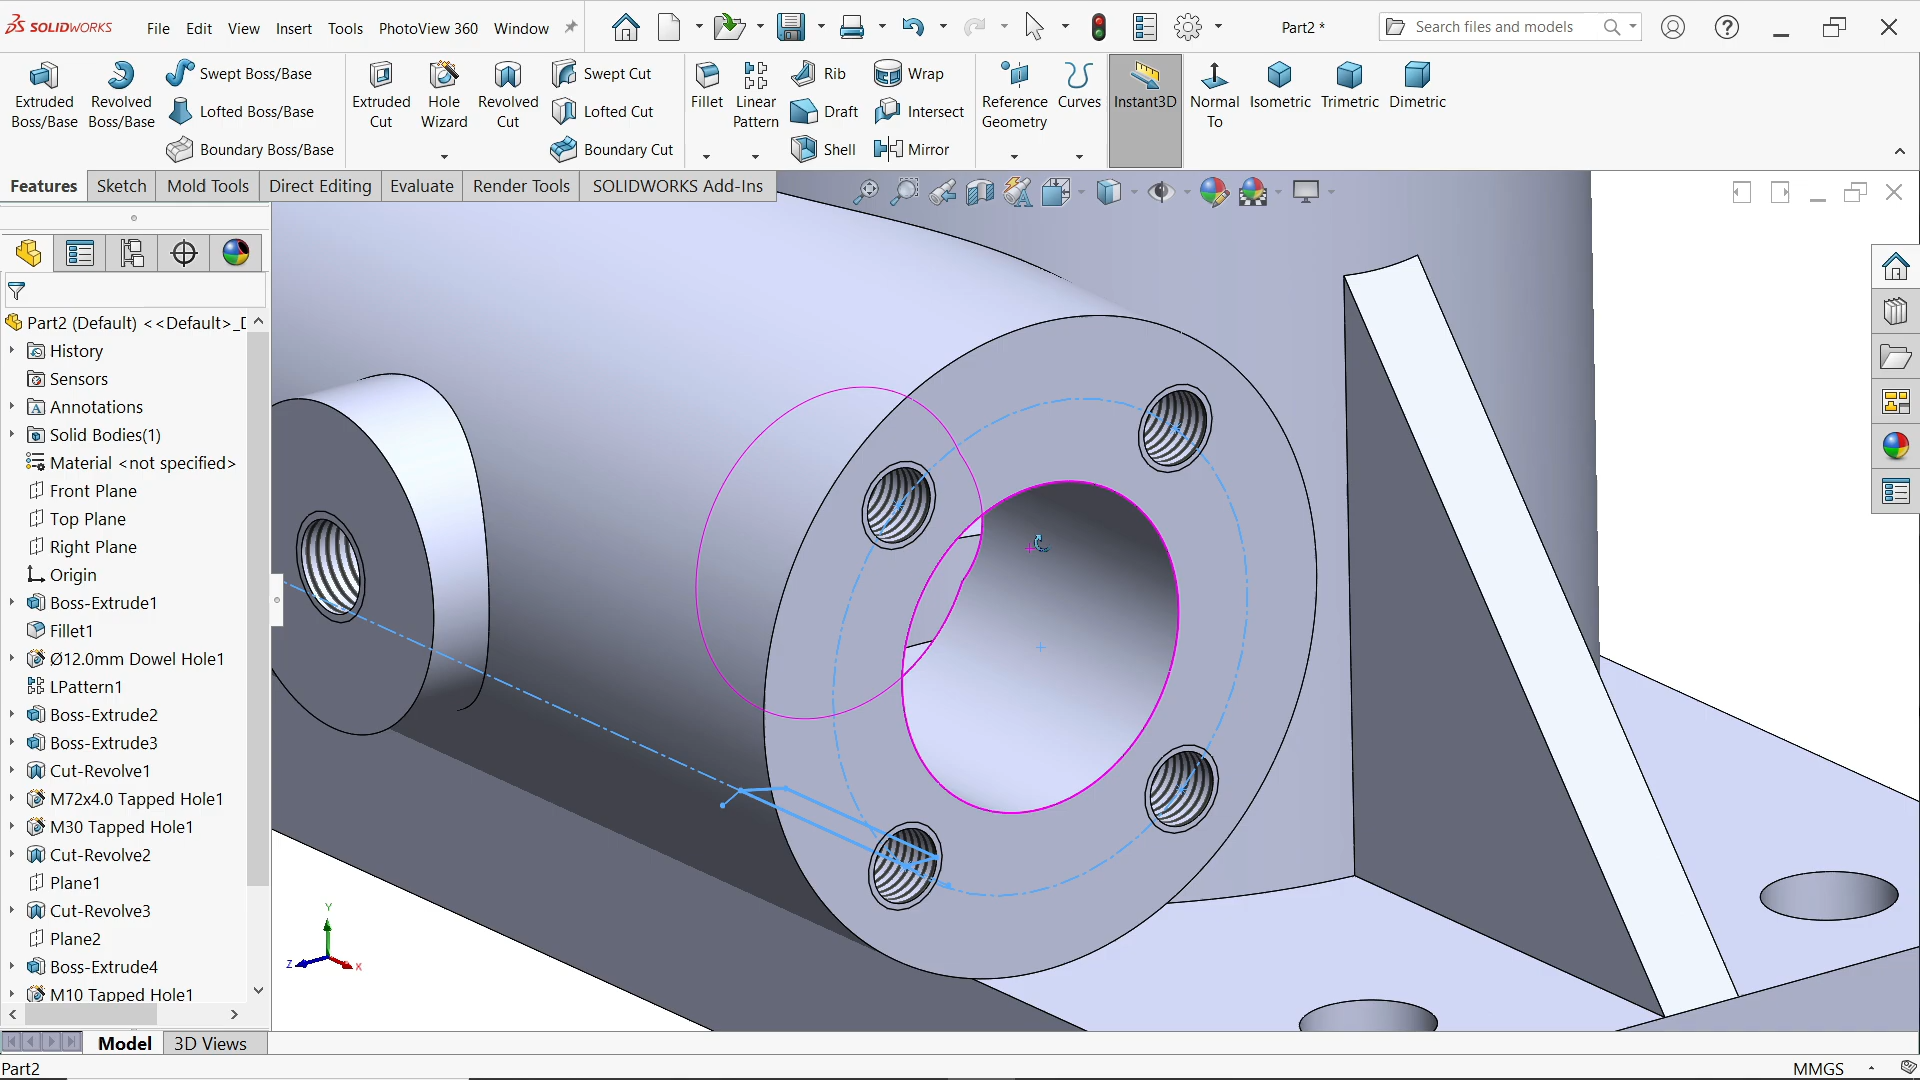 SOLIDWORKS File Edit View Insert Tools PhotoView 360 Window Part2 * Search files and models
Extruded Boss/Base
Revolved Boss/Base
Swept Boss/Base
Lofted Boss/Base
Boundary Boss/Base
Extruded Cut
Hole Wizard
Revolved Cut
Swept Cut
Lofted Cut
Boundary Cut
Fillet
Linear Pattern
Rib
Draft
Shell
Wrap
Intersect
Mirror
Reference Geometry
Curves
Instant3D
Normal To
Isometric
Trimetric
Dimetric
Features Sketch Mold Tools Direct Editing Evaluate Render Tools SOLIDWORKS Add-Ins
Part2 (Default) <<Default>_D
History
Sensors
Annotations
Solid Bodies(1)
Material <not specified>
Front Plane
Top Plane
Right Plane
Origin
Boss-Extrude1
Fillet1
Ø12.0mm Dowel Hole1
LPattern1
Boss-Extrude2
Boss-Extrude3
Cut-Revolve1
M72x4.0 Tapped Hole1
M30 Tapped Hole1
Cut-Revolve2
Plane1
Cut-Revolve3
Plane2
Boss-Extrude4
M10 Tapped Hole1
Y
Z
X
Model 3D Views
Part2 MMGS